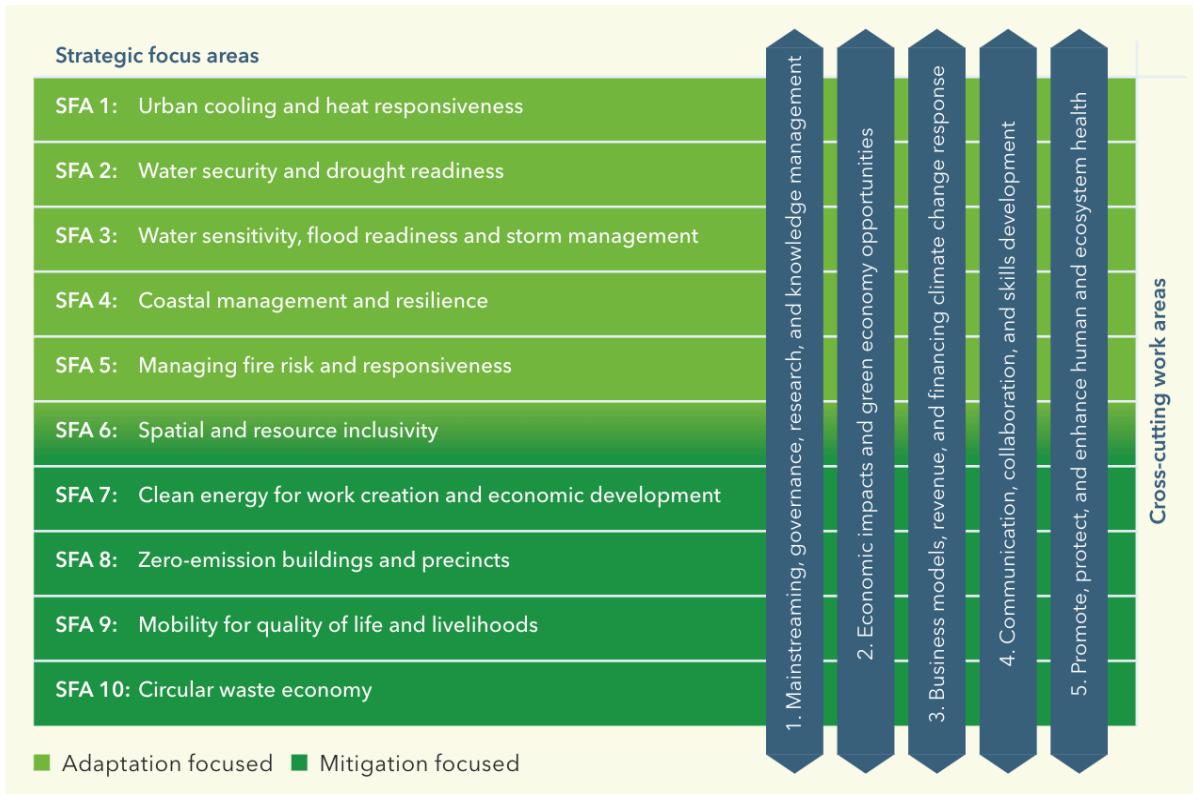 Strategic focus areas
SFA 1: Urban cooling and heat responsiveness
SFA 2: Water security and drought readiness
SFA 3: Water sensitivity, flood readiness and storm management
SFA 4: Coastal management and resilience
SFA 5: Managing fire risk and responsiveness
SFA 6: Spatial and resource inclusivity
SFA 7: Clean energy for work creation and economic development
SFA 8: Zero-emission buildings and precincts
SFA 9: Mobility for quality of life and livelihoods
SFA 10: Circular waste economy
1. Mainstreaming, governance, research, and knowledge management
2. Economic impacts and green economy opportunities
3. Business models, revenue, and financing climate change response
4. Communication, collaboration, and skills development
5. Promote, protect, and enhance human and ecosystem health
Cross-cutting work areas
Adaptation focused
Mitigation focused